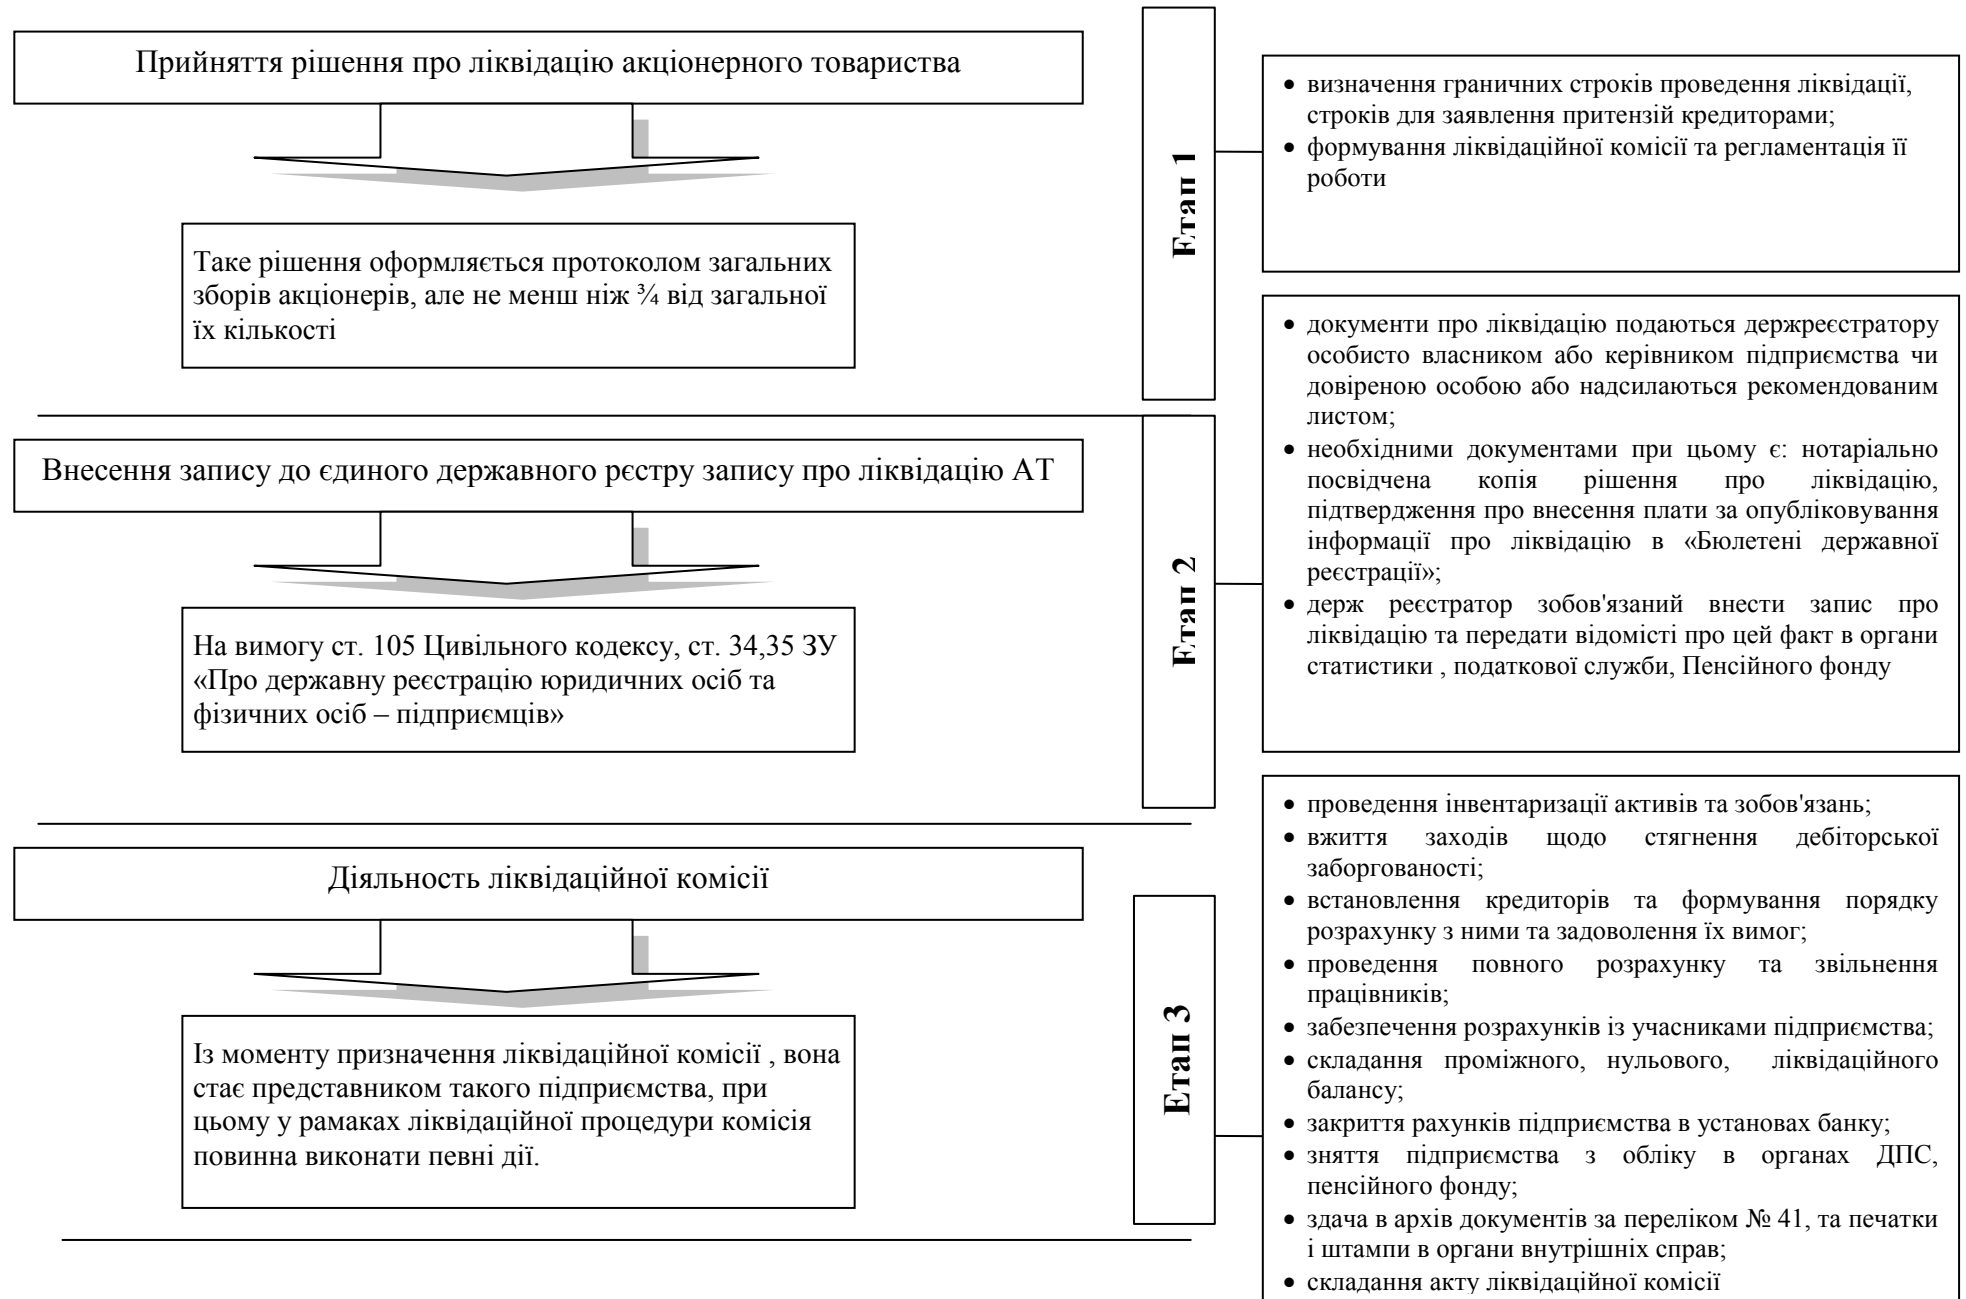 Прийняття рішення про ліквідацію акціонерного товариства
Таке рішення оформляється протоколом загальних
зборів акціонерів, але не менш ніж ¾ від загальної
їх кількості
Етап 1
• визначення граничних строків проведення ліквідації,
строків для заявлення притензій кредиторами;
• формування ліквідаційної комісії та регламентація її
роботи
Внесення запису до єдиного державного рєстру запису про ліквідацію АТ
На вимогу ст. 105 Цивільного кодексу, ст. 34,35 ЗУ
«Про державну реєстрацію юридичних осіб та
фізичних осіб – підприємців»
Етап 2
• документи про ліквідацію подаються держреєстратору
особисто власником або керівником підприємства чи
довіреною особою або надсилаються рекомендованим
листом;
• необхідними документами при цьому є: нотаріально
посвідчена копія рішення про ліквідацію,
підтвердження про внесення плати за опубліковування
інформації про ліквідацію в «Бюлетені державної
реєстрації»;
• держ реєстратор зобов'язаний внести запис про
ліквідацію та передати відомісті про цей факт в органи
статистики , податкової служби, Пенсійного фонду
Діяльность ліквідаційної комісії
Із моменту призначення ліквідаційної комісії , вона
стає представником такого підприємства, при
цьому у рамаках ліквідаційної процедури комісія
повинна виконати певні дії.
Етап 3
• проведення інвентаризації активів та зобов'язань;
• вжиття заходів щодо стягнення дебіторської
заборгованості;
• встановлення кредиторів та формування порядку
розрахунку з ними та задоволення їх вимог;
• проведення повного розрахунку та звільнення
працівників;
• забезпечення розрахунків із учасниками підприємства;
• складання проміжного, нульового, ліквідаційного
балансу;
• закриття рахунків підприємства в установах банку;
• зняття підприємства з обліку в органах ДПС,
пенсійного фонду;
• здача в архів документів за переліком № 41, та печатки
і штампи в органи внутрішніх справ;
• складання акту ліквідаційної комісії